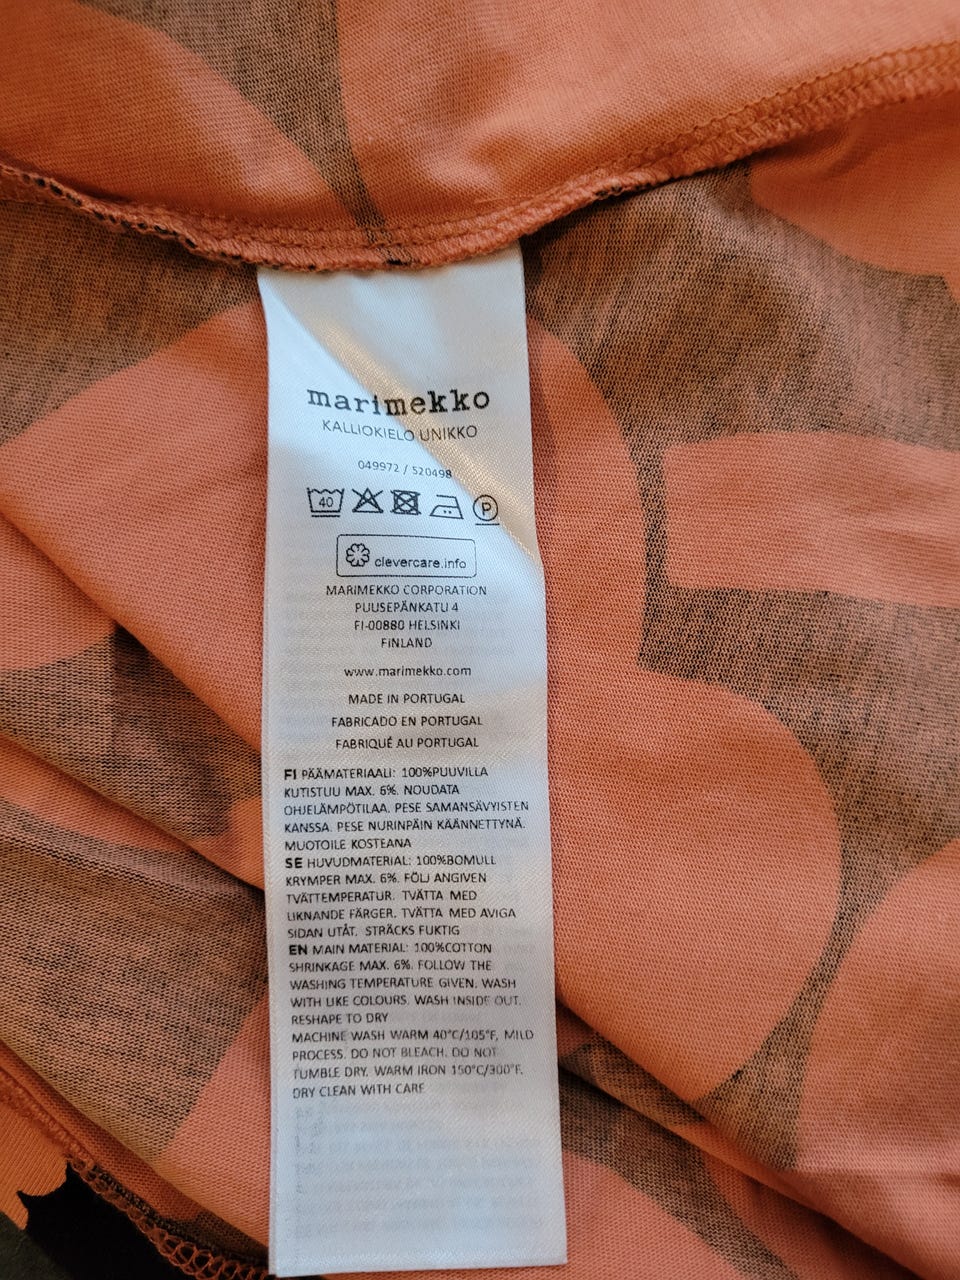 marimekko
KALLIOKIELO UNIKKO
049972 / 520498
40 P
clevercare.info
MARIMEKKO CORPORATION
PUUSEPÄNKATU 4
FI-00880 HELSINKI
FINLAND
www.marimekko.com
MADE IN PORTUGAL
FABRICADO EN PORTUGAL
FABRIQUÉ AU PORTUGAL
FI PÄÄMATERIAALI: 100%PUUVILLA
KUTISTUU MAX. 6%. NOUDATA
OHJELÄMPÖTILAA. PESE SAMANSÄVYISTEN
KANSSA. PESE NURINPÄIN KÄÄNNETTYNÄ.
MUOTOILE KOSTEANA
SE HUVUDMATERIAL: 100%BOMULL
KRYMPER MAX. 6%. FÖLJ ANGIVEN
TVÄTTEMPERATUR. TVÄTTA MED
LIKNANDE FÄRGER. TVÄTTA MED AVIGA
SIDAN UTÅT. STRÄCKS FUKTIG
EN MAIN MATERIAL: 100%COTTON
SHRINKAGE MAX. 6%. FOLLOW THE
WASHING TEMPERATURE GIVEN. WASH
WITH LIKE COLOURS. WASH INSIDE OUT.
RESHAPE TO DRY
MACHINE WASH WARM 40°C/105°F, MILD
PROCESS. DO NOT BLEACH. DO NOT
TUMBLE DRY. WARM IRON 150°C/300°F.
DRY CLEAN WITH CARE